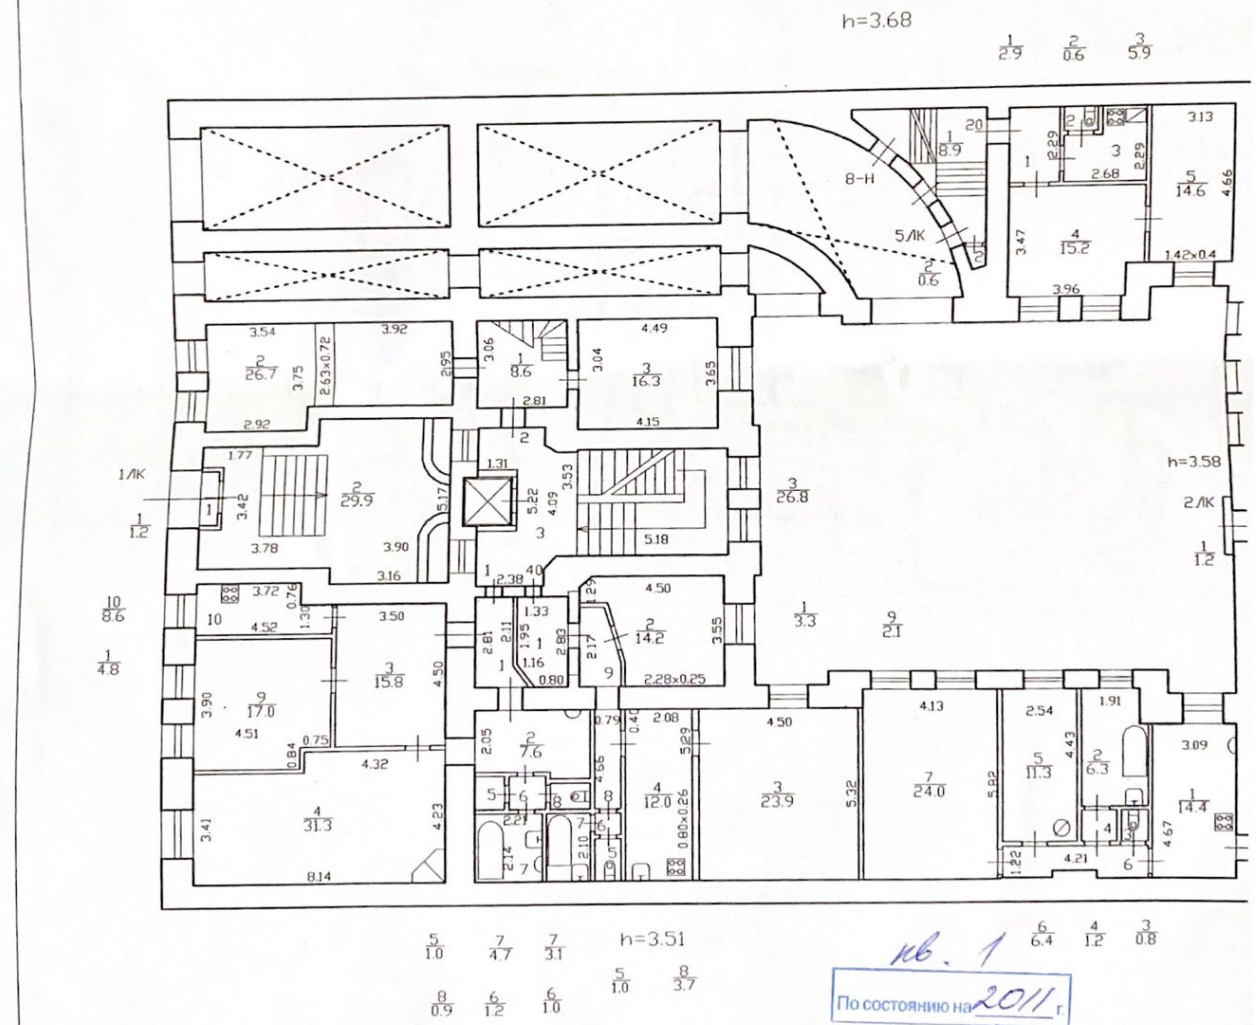 h=3.68
1/2.9 2/0.6 3/5.9
3.13
20 1/8.9 2
2.29 1 3 2.29
8-Н
2.68 5/14.6 4.66
5ЛК 3.47 4/15.2
2 1.42x0.4
2/0.6 3.96
3.54 3.92 4.49
3.06 1/8.6 3.04
2/26.7 3.75 2.63x0.72 2.95 3/16.3 3.65
2.81
2.92 4.15
2
1.77 1.31 3.53 h=3.58
1ЛК 2/29.9 5.17 5.22 4.09 3/26.8
3.42 1 2ЛК
1/1.2 3 5.18
3.78 3.90 1/1.2
3.16 1 2.38 40
3.72 0.76 1.29 4.50
10/8.6 10 1.30 3.50 1.33
4.52 2.81 2.11 1.95 1 2.83 2.17 2/14.2 3.55 1/3.3 9/2.1
1/4.8 3/15.8 4.50 1 1.16 9
0.80 2.28x0.25
3.90 9/17.0 0.79 0.40 2.08 4.50 4.13 2.54 1.91
4.51 0.75 2.05 2/7.6 5.29 4.43 3.09
0.84 4.32 4.66 5/11.3 2/6.3
5 6 8 8 4/12.0 3/23.9 5.32 7/24.0 5.82 1/14.4
4/31.3 4.23 2.21 0.80x0.26
3.41 7 6 4 3 4.67
2.14 7 2.10 5 1.22 4.21 6
8.14
5/1.0 7/4.7 7/3.1 h=3.51 6/6.4 4/1.2 3/0.8
кв. 1
5/1.0 8/3.7
8/0.9 6/1.2 6/1.0
По состоянию на 2011 г.